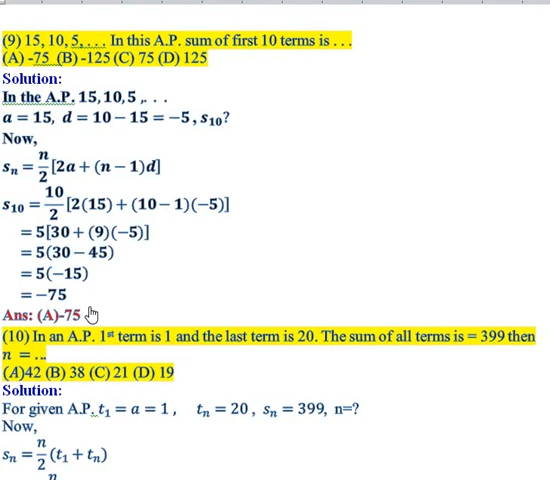 (9) 15, 10, 5, . . . In this A.P. sum of first 10 terms is . . .
(A) -75 (B) -125 (C) 75 (D) 125
Solution:
In the A.P. 15, 10, 5 , . . .
a = 15, d = 10 − 15 = −5 , s₁₀?
Now,
sₙ = n/2 [2a + (n − 1)d]
s₁₀ = 10/2 [2(15) + (10 − 1)(−5)]
= 5[30 + (9)(−5)]
= 5(30 − 45)
= 5(−15)
= −75
Ans: (A)-75
(10) In an A.P. 1ˢᵗ term is 1 and the last term is 20. The sum of all terms is = 399 then
n = ...
(A)42 (B) 38 (C) 21 (D) 19
Solution:
For given A.P. t₁ = a = 1 , tₙ = 20 , sₙ = 399, n=?
Now,
sₙ = n/2 (t₁ + tₙ)
n